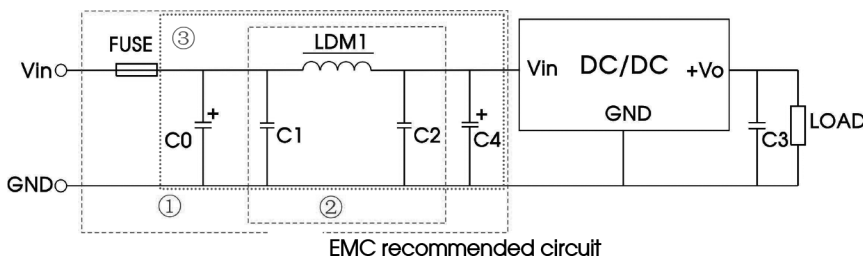 FUSE
③
LDM1
Vin
Vin
DC/DC
+Vo
GND
+
C0
C1
C2
+
C4
C3
LOAD
GND
①
②
EMC recommended circuit